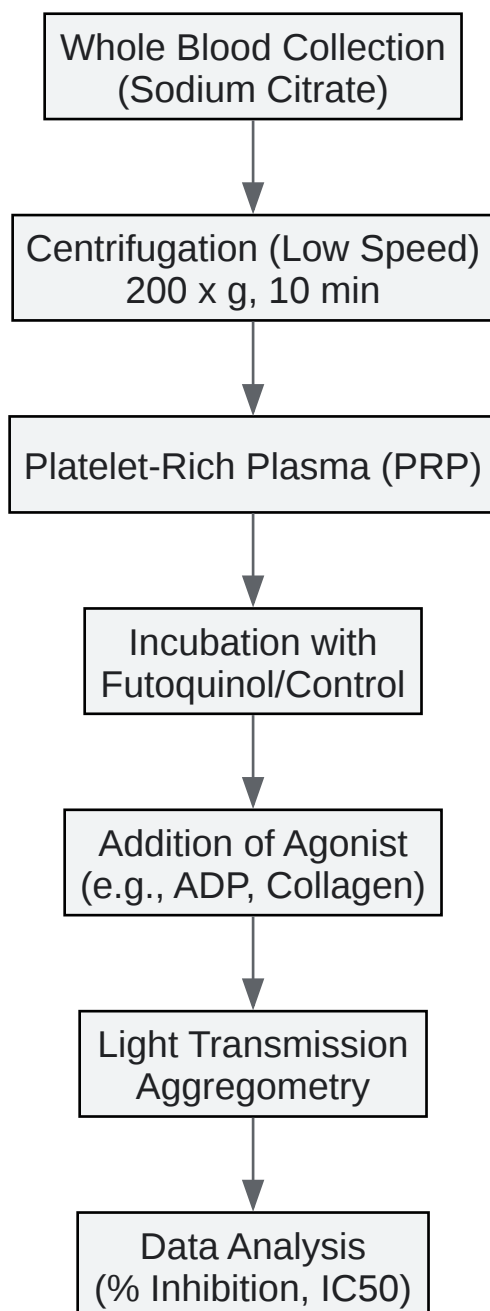 Whole Blood Collection
(Sodium Citrate)
Centrifugation (Low Speed)
200 x g, 10 min
Platelet-Rich Plasma (PRP)
Incubation with
Futoquinol/Control
Addition of Agonist
(e.g., ADP, Collagen)
Light Transmission
Aggregometry
Data Analysis
(% Inhibition, IC50)